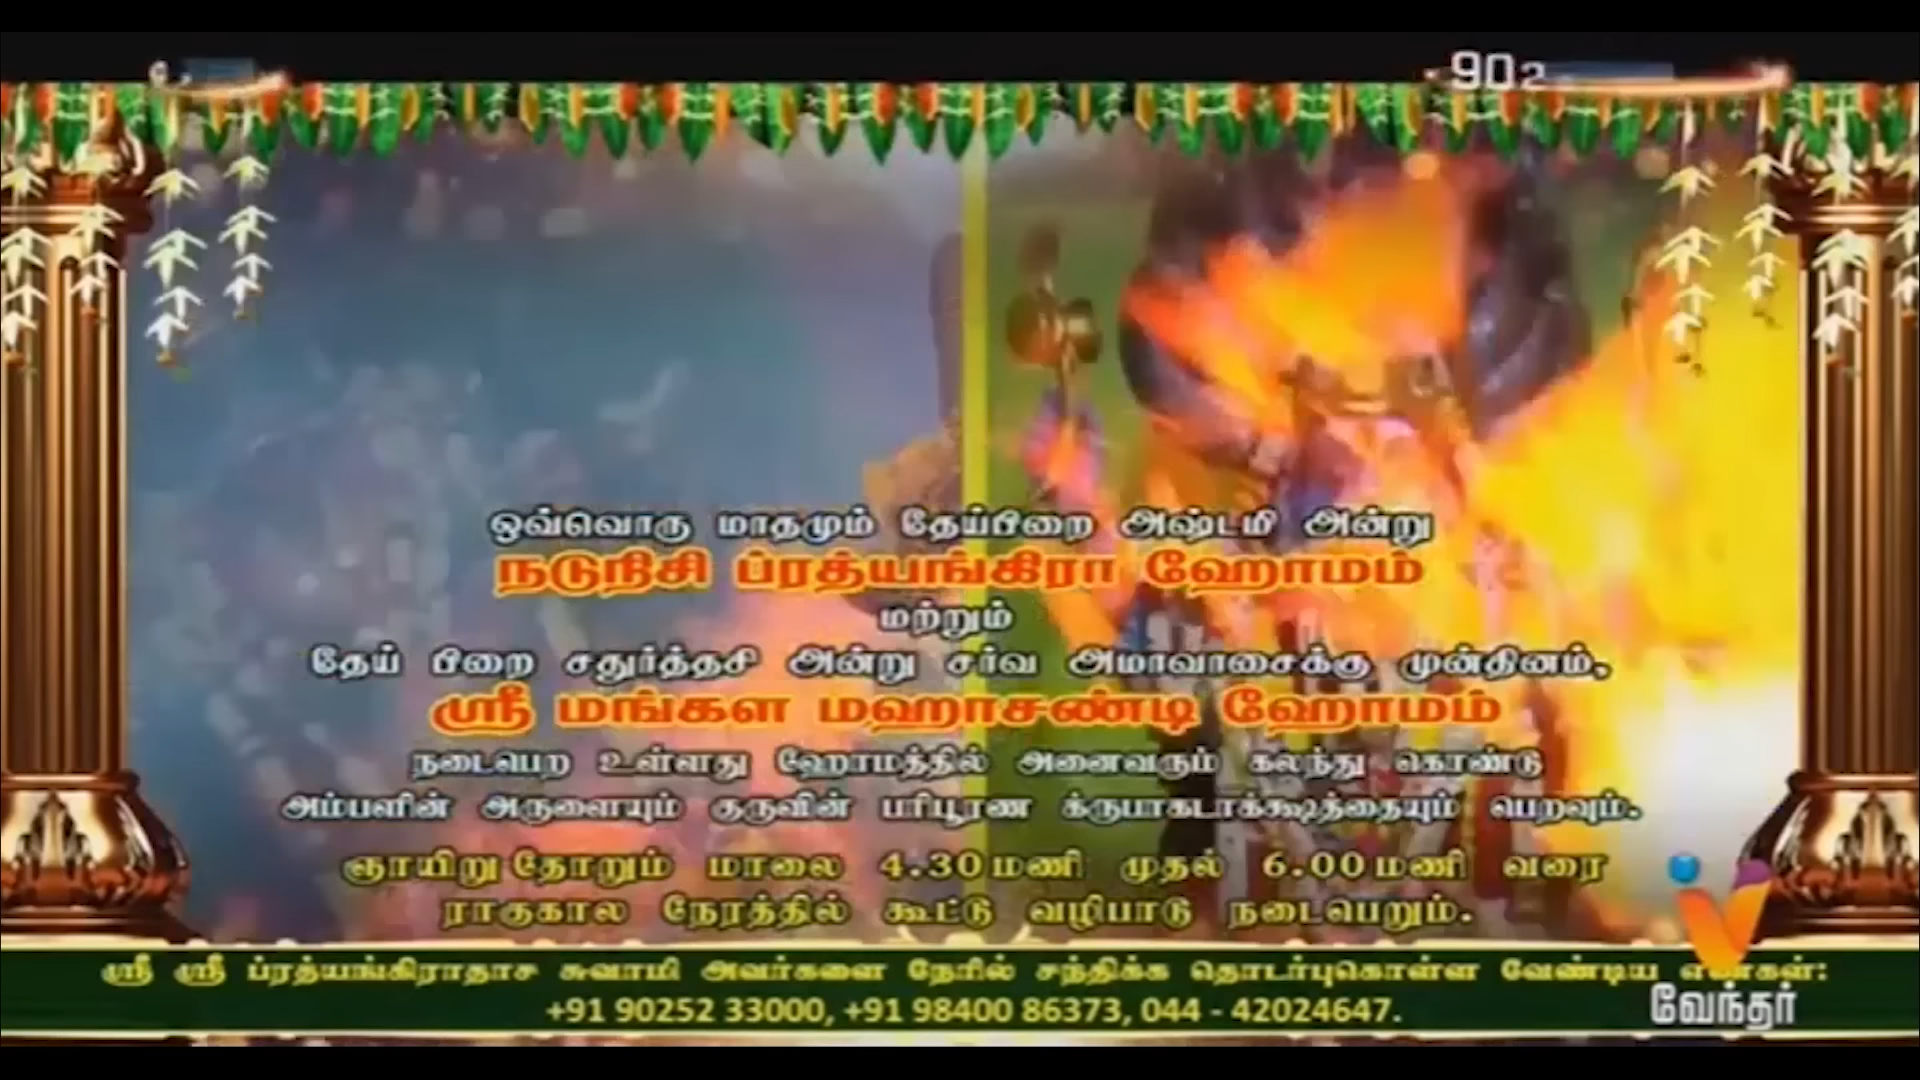 902
ஒவ்வொரு மாதமும் தேய்பிறை அஷ்டமி அன்று
நடுநிசி ப்ரத்யங்கிரா ஹோமம்
மற்றும்
தேய் பிறை சதுர்த்தசி அன்று சர்வ அமாவாசைக்கு முன்தினம்,
ஸ்ரீ மங்கள மஹாசண்டி ஹோமம்
நடைபெற உள்ளது ஹோமத்தில் அனைவரும் கலந்து கொண்டு
அம்பளின் அருளையும் குருவின் பரிபூரண க்ருபாகடாக்ஷத்தையும் பெறவும்.
ஞாயிறு தோறும் மாலை 4.30 மணி முதல் 6.00 மணி வரை
ராகுகால நேரத்தில் கூட்டு வழிபாடு நடைபெறும்.
ஸ்ரீ ஸ்ரீ ப்ரத்யங்கிராதாச சுவாமி அவர்களை நேரில் சந்திக்க தொடர்புகொள்ள வேண்டிய எண்கள்:
+91 90252 33000, +91 98400 86373, 044 - 42024647.
வேந்தர்